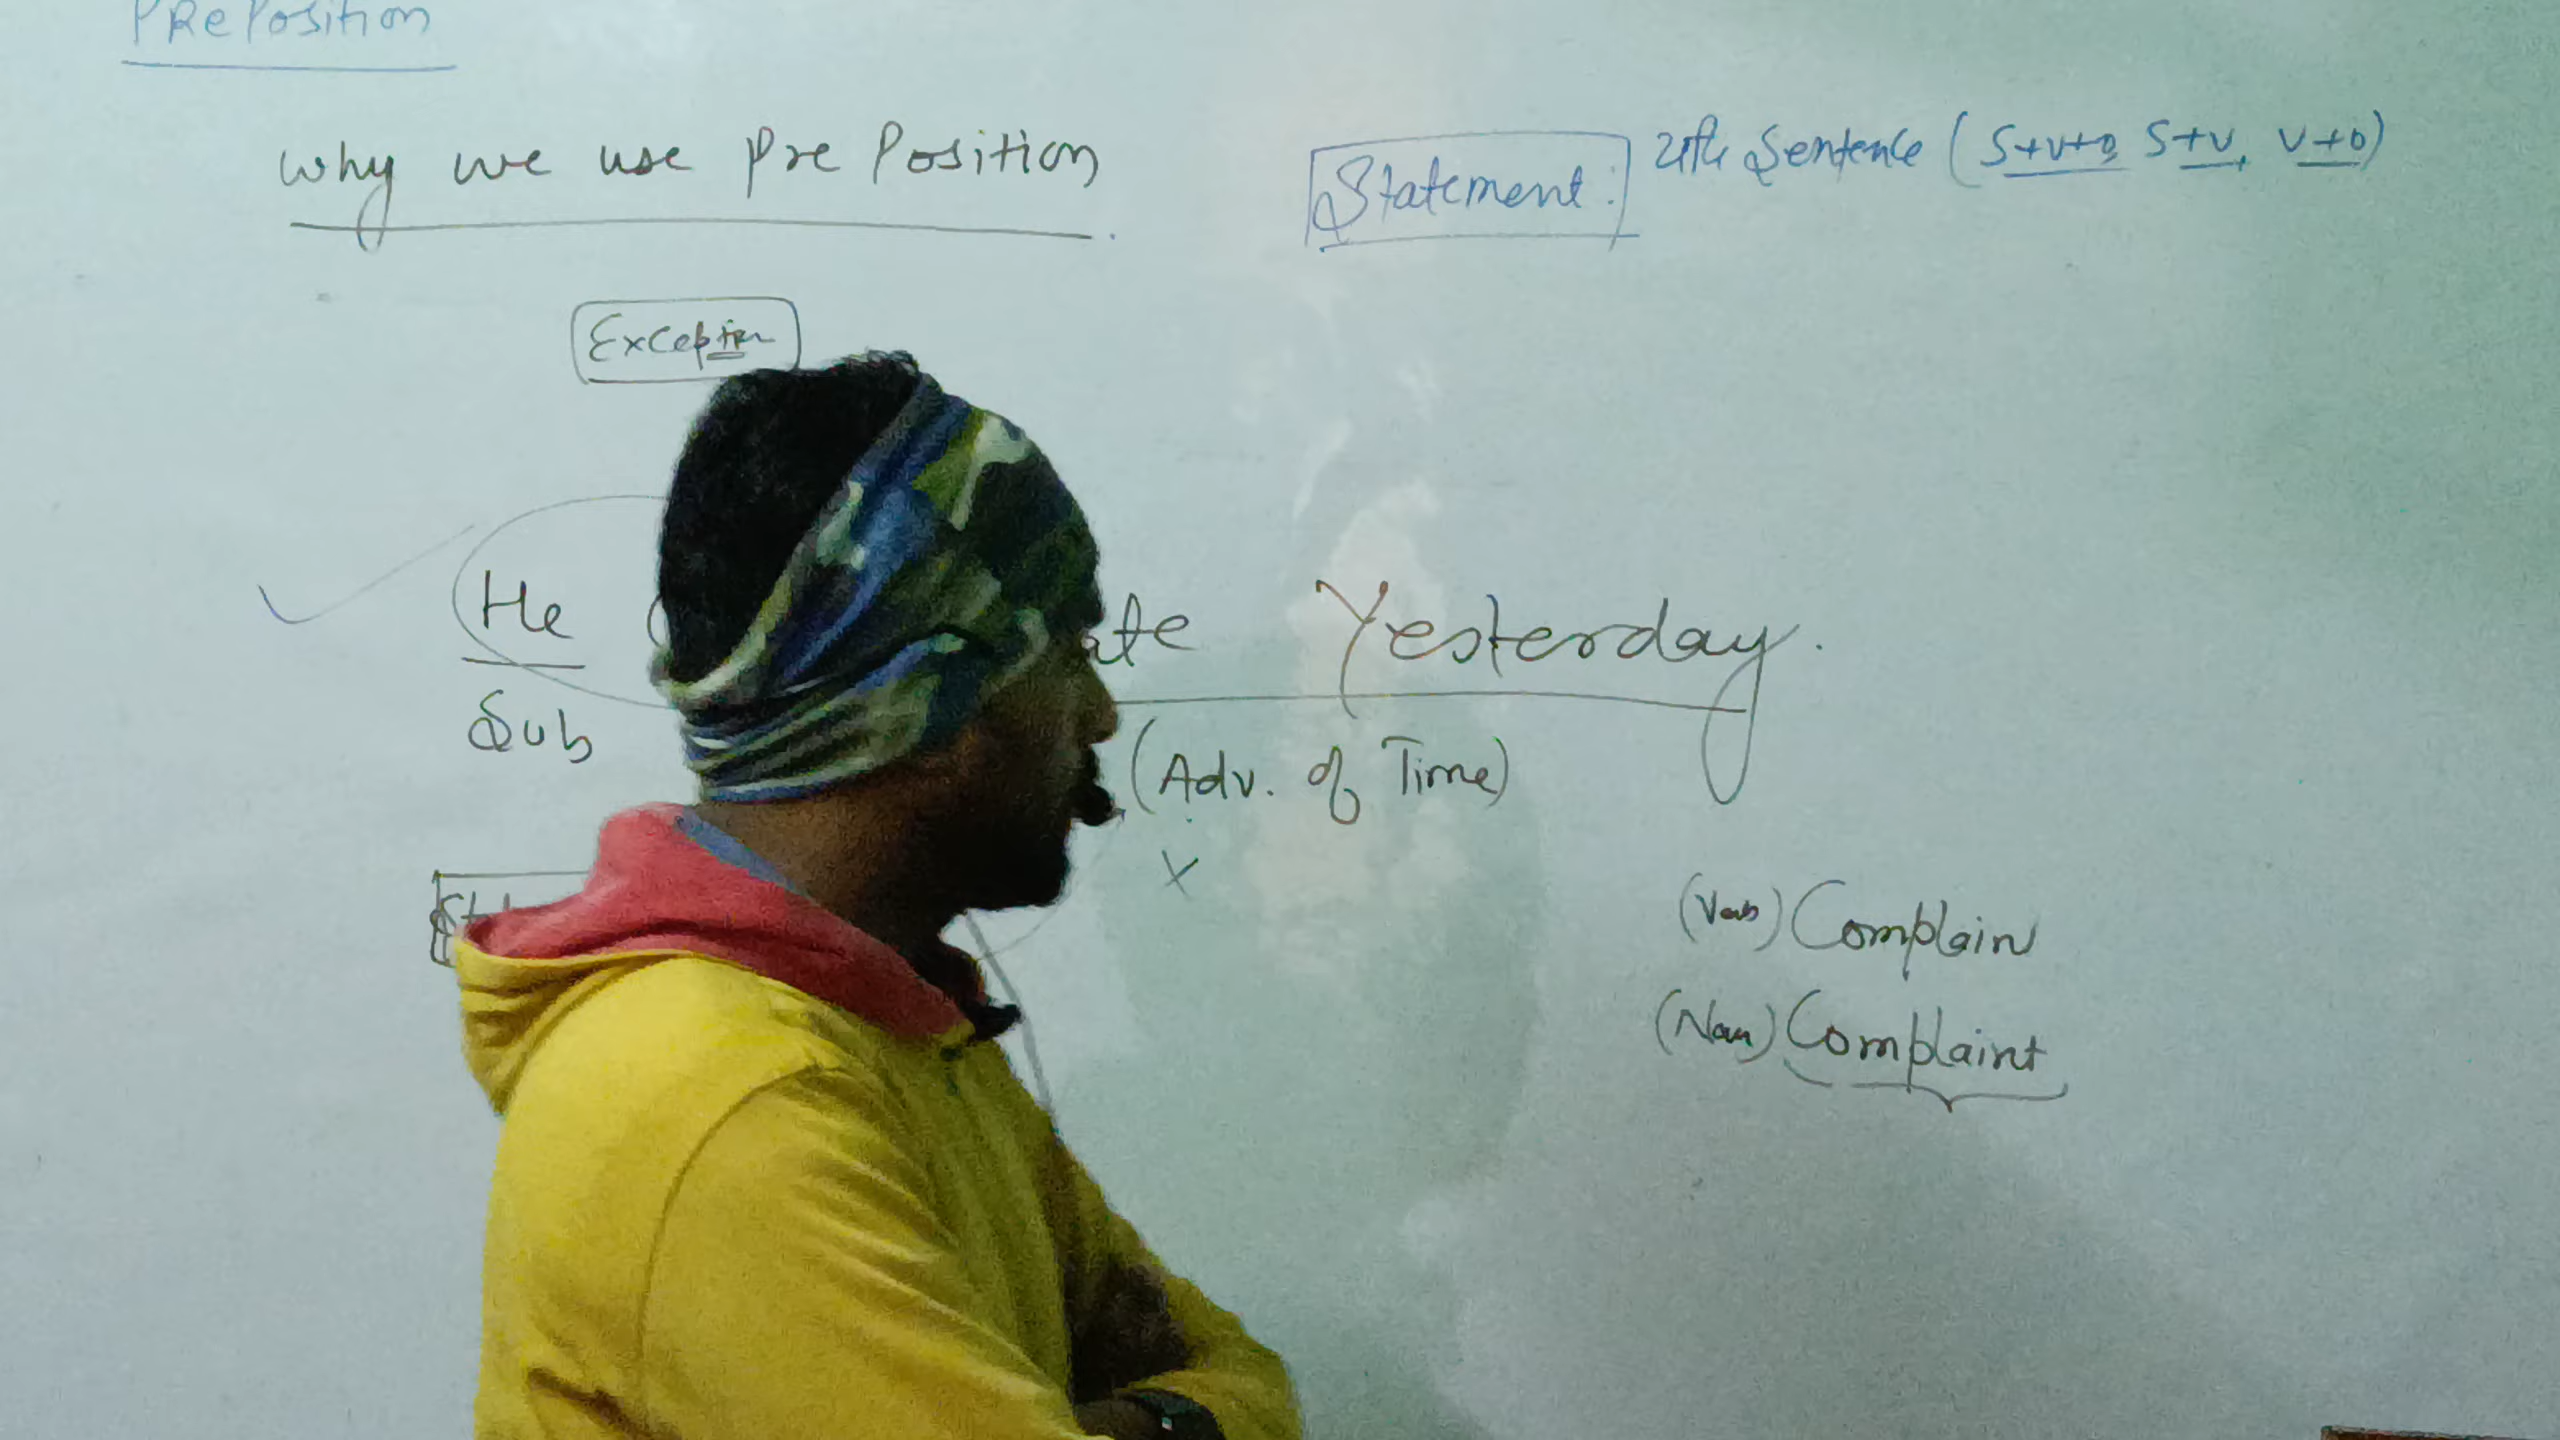 PREPosition
Why we use Pre Position
Statement: Sentence (S+V+O, S+V, V+O)
Exception
He ate Yesterday.
Sub (Adv. of Time)
x
St
(Verb) Complain
(Noun) Complaint